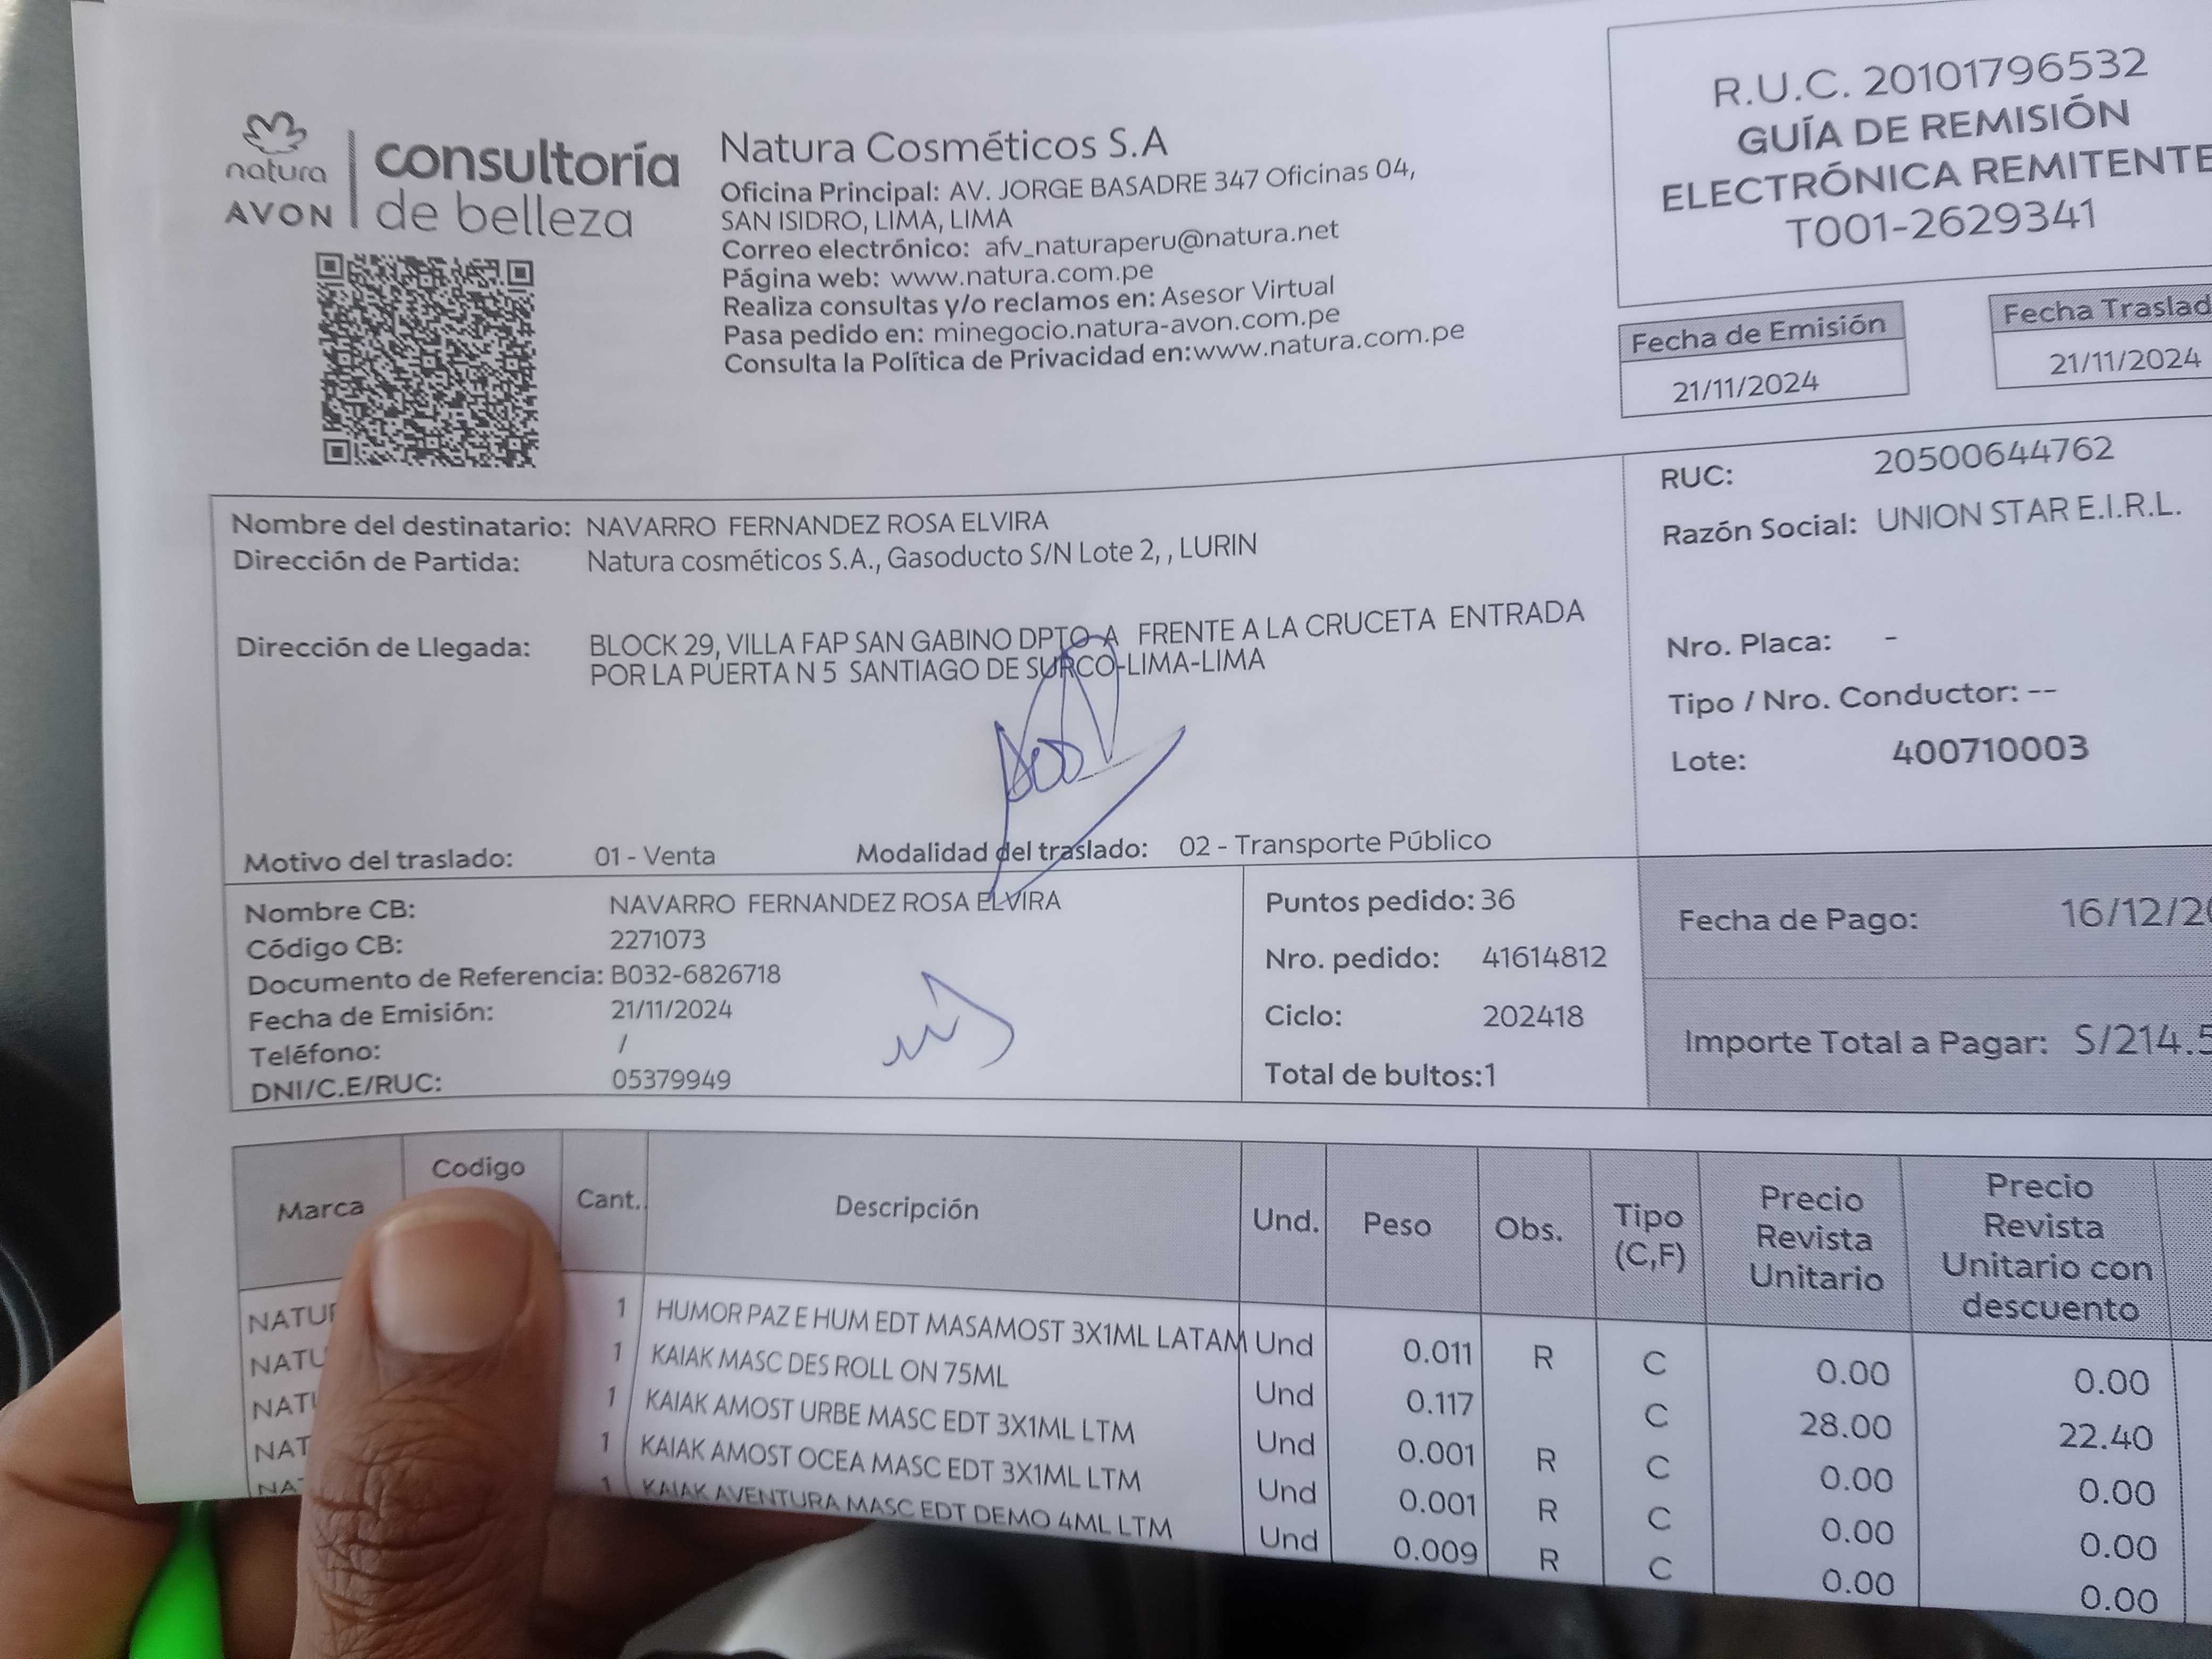 natura
AVON
consultoría
de belleza
Natura Cosméticos S.A
Oficina Principal: AV. JORGE BASADRE 347 Oficinas 04,
SAN ISIDRO, LIMA, LIMA
Correo electrónico: afv_naturaperu@natura.net
Página web: www.natura.com.pe
Realiza consultas y/o reclamos en: Asesor Virtual
Pasa pedido en: minegocio.natura-avon.com.pe
Consulta la Política de Privacidad en:www.natura.com.pe
R.U.C. 20101796532
GUÍA DE REMISIÓN
ELECTRÓNICA REMITENTE
T001-2629341
Fecha de Emisión
21/11/2024
Fecha Traslad
21/11/2024
Nombre del destinatario: NAVARRO FERNANDEZ ROSA ELVIRA
Dirección de Partida: Natura cosméticos S.A., Gasoducto S/N Lote 2, , LURIN
Dirección de Llegada: BLOCK 29, VILLA FAP SAN GABINO DPTO A FRENTE A LA CRUCETA ENTRADA
POR LA PUERTA N 5 SANTIAGO DE SURCO-LIMA-LIMA
Motivo del traslado: 01 - Venta Modalidad del traslado: 02 - Transporte Público
RUC: 20500644762
Razón Social: UNION STAR E.I.R.L.
Nro. Placa: -
Tipo / Nro. Conductor: --
Lote: 400710003
Nombre CB: NAVARRO FERNANDEZ ROSA ELVIRA
Código CB: 2271073
Documento de Referencia: B032-6826718
Fecha de Emisión: 21/11/2024
Teléfono: /
DNI/C.E/RUC: 05379949
Puntos pedido: 36
Nro. pedido: 41614812
Ciclo: 202418
Total de bultos:1
Fecha de Pago: 16/12/20
Importe Total a Pagar: S/214.5
Marca Codigo Cant. Descripción Und. Peso Obs. Tipo (C,F) Precio Revista Unitario Precio Revista Unitario con descuento
NATUR 1 HUMOR PAZ E HUM EDT MASAMOST 3X1ML LATAM Und 0.011 R C 0.00 0.00
NATU 1 KAIAK MASC DES ROLL ON 75ML Und 0.117 C 28.00 22.40
NATU 1 KAIAK AMOST URBE MASC EDT 3X1ML LTM Und 0.001 R C 0.00 0.00
NAT 1 KAIAK AMOST OCEA MASC EDT 3X1ML LTM Und 0.001 R C 0.00 0.00
NAT 1 KAIAK AVENTURA MASC EDT DEMO 4ML LTM Und 0.009 R C 0.00 0.00